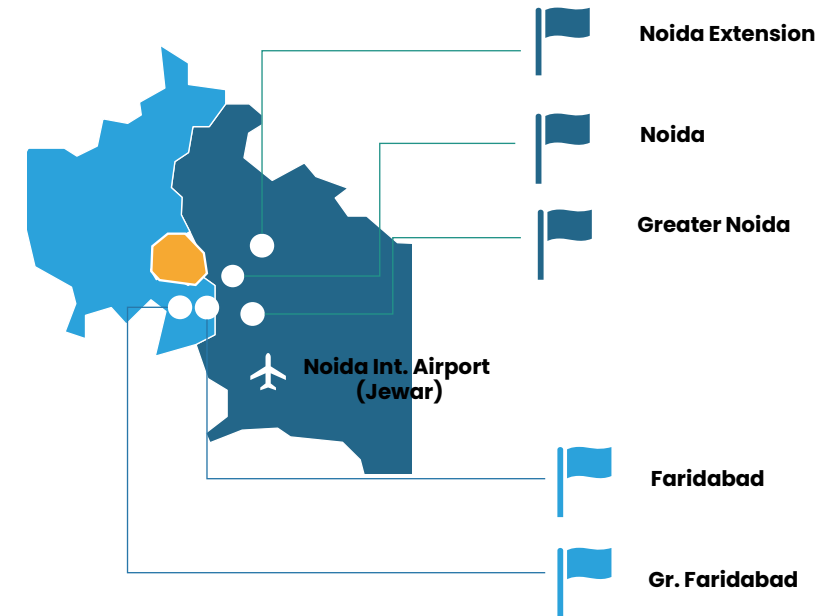 Noida Extension
Noida
Greater Noida
Noida Int. Airport
(Jewar)
Faridabad
Gr. Faridabad